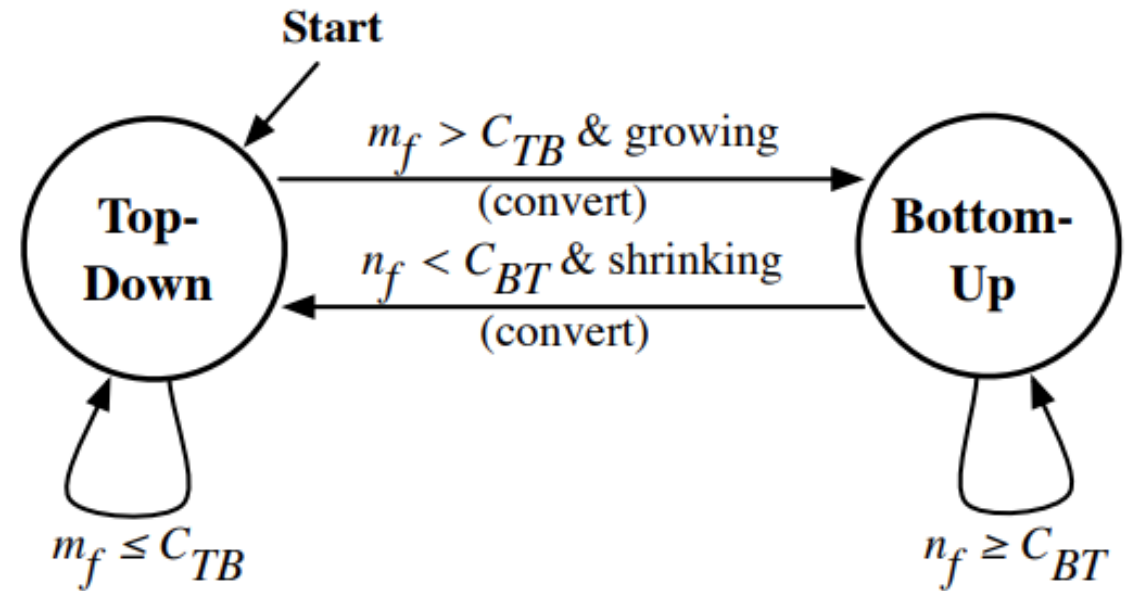 Start
m_f > C_TB & growing
(convert)
Top-
Down
Bottom-
Up
n_f < C_BT & shrinking
(convert)
m_f ≤ C_TB
n_f ≥ C_BT